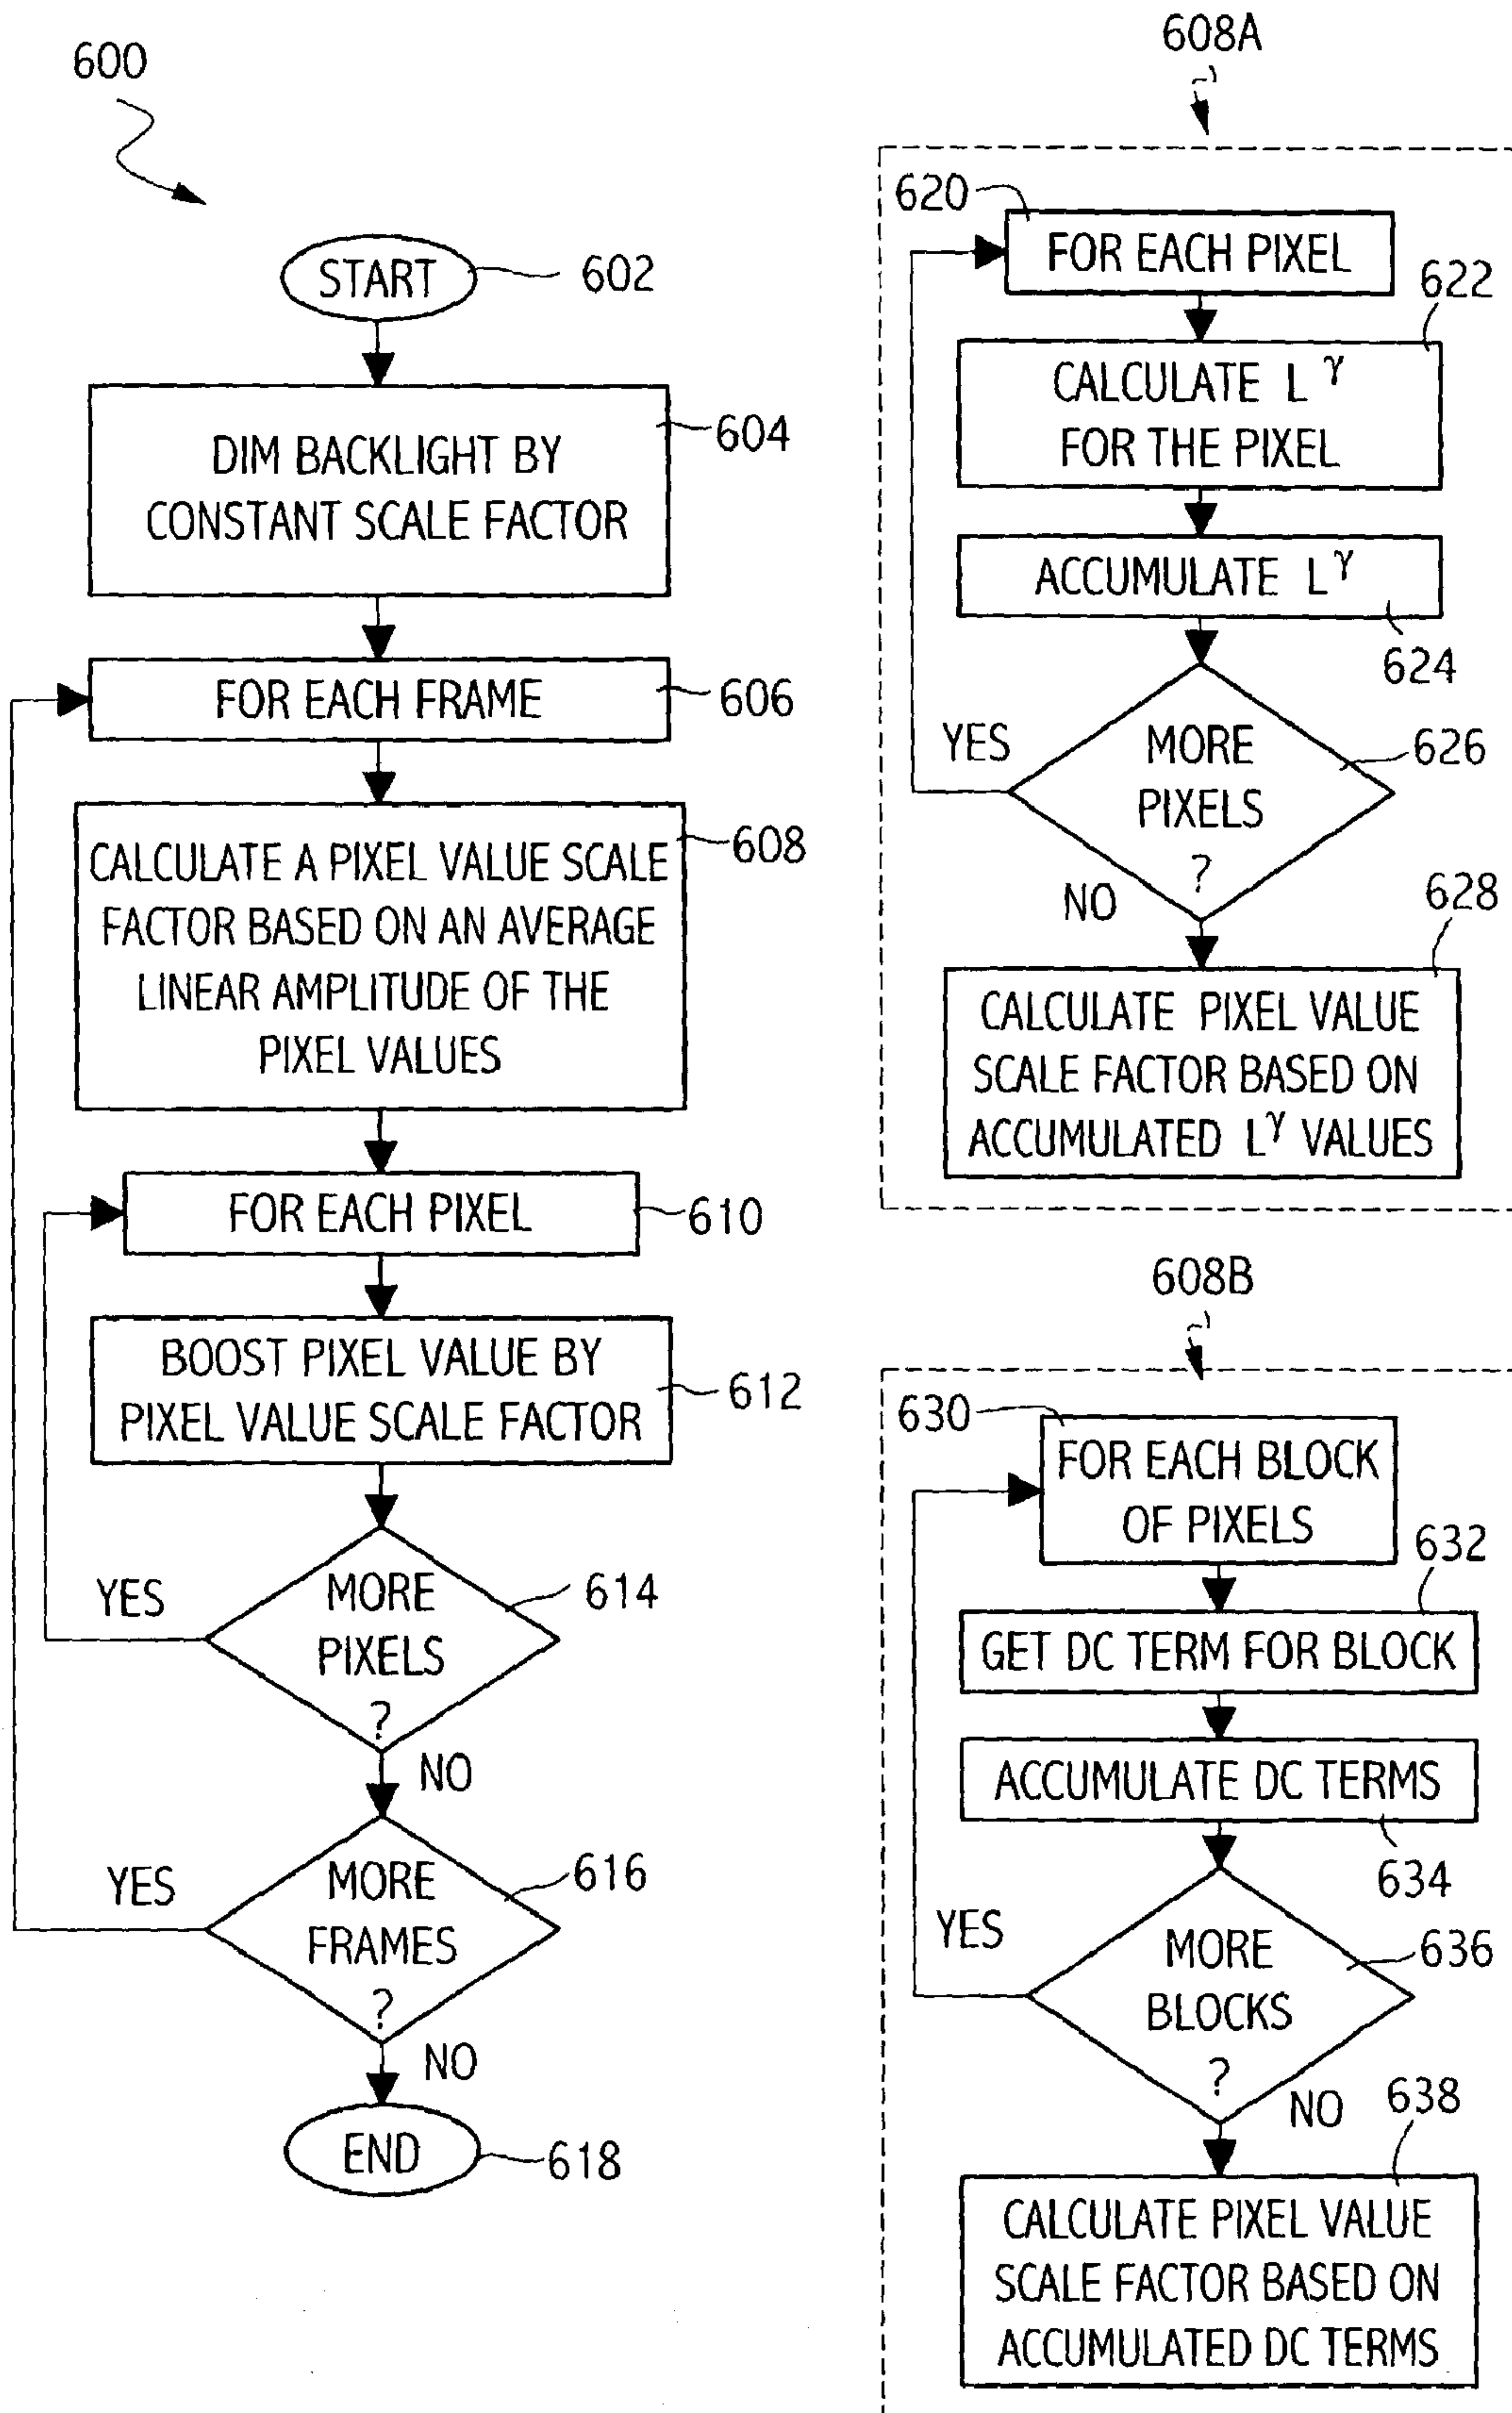 600
START
602
DIM BACKLIGHT BY
CONSTANT SCALE FACTOR
604
FOR EACH FRAME
606
CALCULATE A PIXEL VALUE SCALE
FACTOR BASED ON AN AVERAGE
LINEAR AMPLITUDE OF THE
PIXEL VALUES
608
FOR EACH PIXEL
610
BOOST PIXEL VALUE BY
PIXEL VALUE SCALE FACTOR
612
MORE
PIXELS
?
614
YES
NO
MORE
FRAMES
?
616
YES
NO
END
618
608A
620
FOR EACH PIXEL
622
CALCULATE L^γ
FOR THE PIXEL
ACCUMULATE L^γ
624
YES
MORE
PIXELS
?
626
NO
628
CALCULATE PIXEL VALUE
SCALE FACTOR BASED ON
ACCUMULATED L^γ VALUES
608B
630
FOR EACH BLOCK
OF PIXELS
632
GET DC TERM FOR BLOCK
ACCUMULATE DC TERMS
634
YES
MORE
BLOCKS
?
636
NO
638
CALCULATE PIXEL VALUE
SCALE FACTOR BASED ON
ACCUMULATED DC TERMS